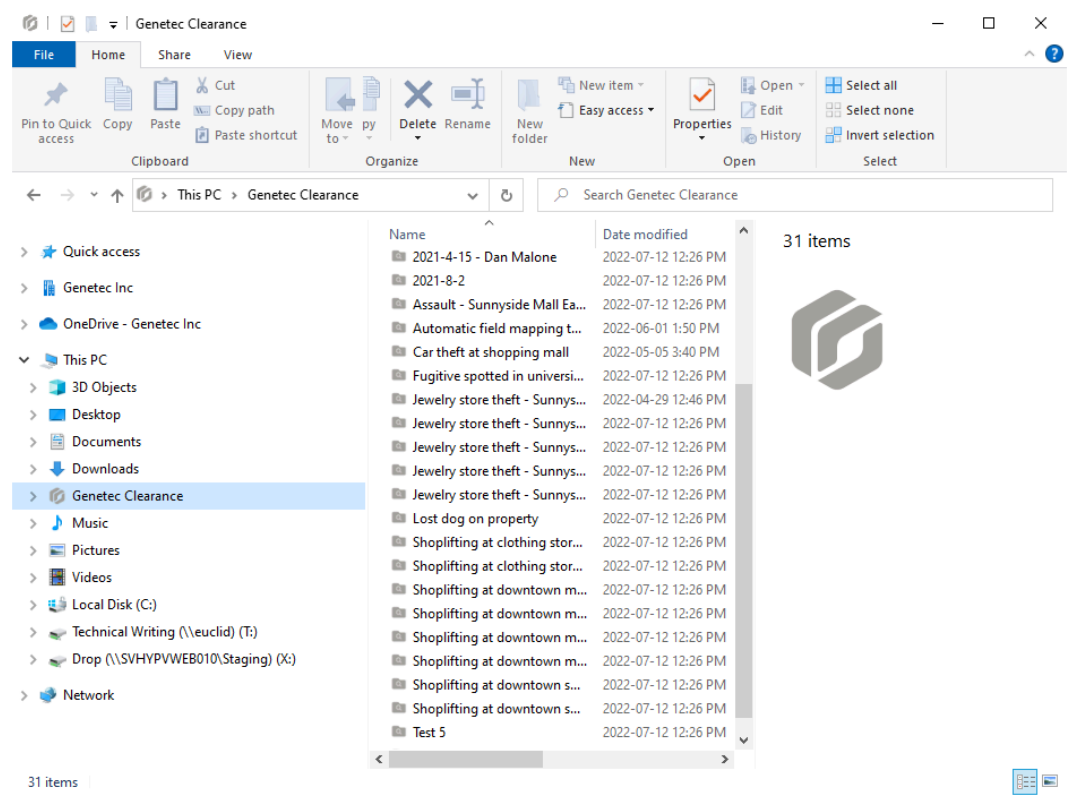 Genetec Clearance
File Home Share View
Pin to Quick access
Copy
Paste
Cut
Copy path
Paste shortcut
Clipboard
Move to
py
Delete
Rename
Organize
New folder
New item
Easy access
New
Properties
Open
Edit
History
Open
Select all
Select none
Invert selection
Select
This PC > Genetec Clearance
Search Genetec Clearance
Quick access
Genetec Inc
OneDrive - Genetec Inc
This PC
3D Objects
Desktop
Documents
Downloads
Genetec Clearance
Music
Pictures
Videos
Local Disk (C:)
Technical Writing (\\euclid) (T:)
Drop (\\SVHYPVWEB010\Staging) (X:)
Network
Name Date modified
2021-4-15 - Dan Malone 2022-07-12 12:26 PM
2021-8-2 2022-07-12 12:26 PM
Assault - Sunnyside Mall Ea... 2022-07-12 12:26 PM
Automatic field mapping t... 2022-06-01 1:50 PM
Car theft at shopping mall 2022-05-05 3:40 PM
Fugitive spotted in universi... 2022-07-12 12:26 PM
Jewelry store theft - Sunnys... 2022-04-29 12:46 PM
Jewelry store theft - Sunnys... 2022-07-12 12:26 PM
Jewelry store theft - Sunnys... 2022-07-12 12:26 PM
Jewelry store theft - Sunnys... 2022-07-12 12:26 PM
Jewelry store theft - Sunnys... 2022-07-12 12:26 PM
Lost dog on property 2022-07-12 12:26 PM
Shoplifting at clothing stor... 2022-07-12 12:26 PM
Shoplifting at clothing stor... 2022-07-12 12:26 PM
Shoplifting at downtown m... 2022-07-12 12:26 PM
Shoplifting at downtown m... 2022-07-12 12:26 PM
Shoplifting at downtown m... 2022-07-12 12:26 PM
Shoplifting at downtown m... 2022-07-12 12:26 PM
Shoplifting at downtown s... 2022-07-12 12:26 PM
Shoplifting at downtown s... 2022-07-12 12:26 PM
Test 5 2022-07-12 12:26 PM
31 items
31 items